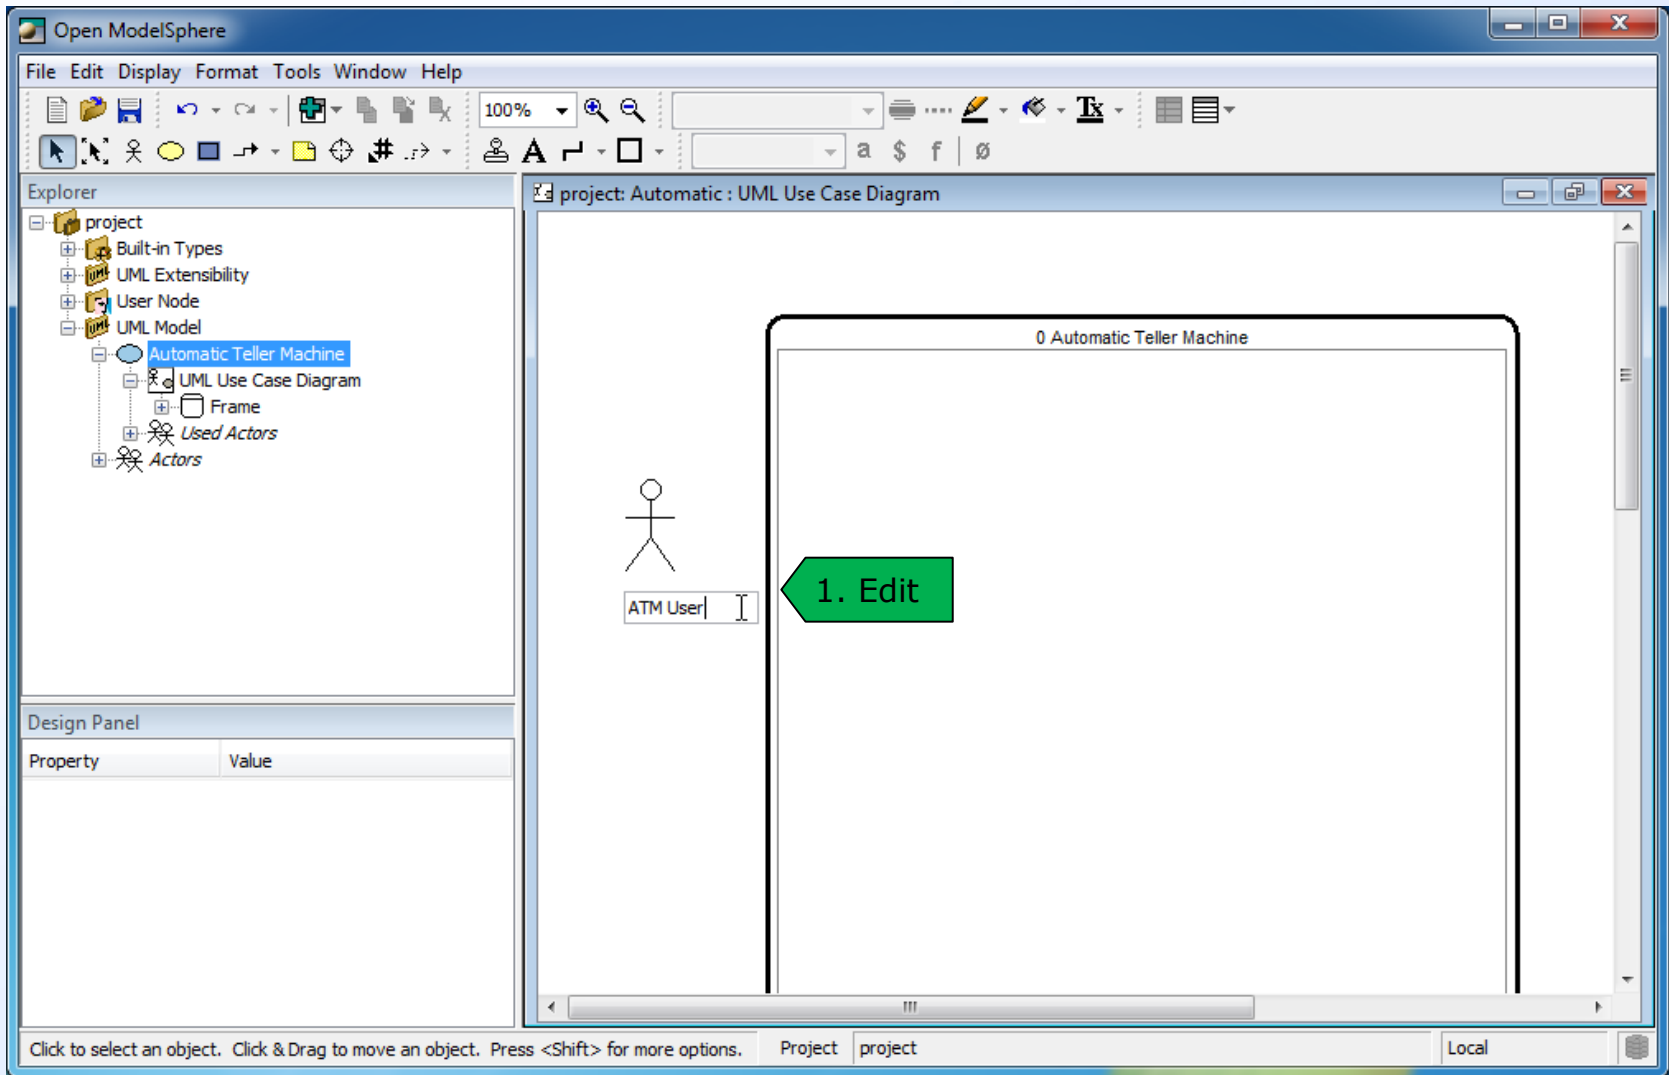 Open ModelSphere
File Edit Display Format Tools Window Help
100%
Tx
A
a $ f ø
Explorer
project: Automatic : UML Use Case Diagram
project
Built-in Types
UML Extensibility
User Node
UML Model
Automatic Teller Machine
UML Use Case Diagram
Frame
Used Actors
Actors
0 Automatic Teller Machine
1. Edit
ATM User
Design Panel
Property Value
Click to select an object. Click & Drag to move an object. Press <Shift> for more options. Project project Local